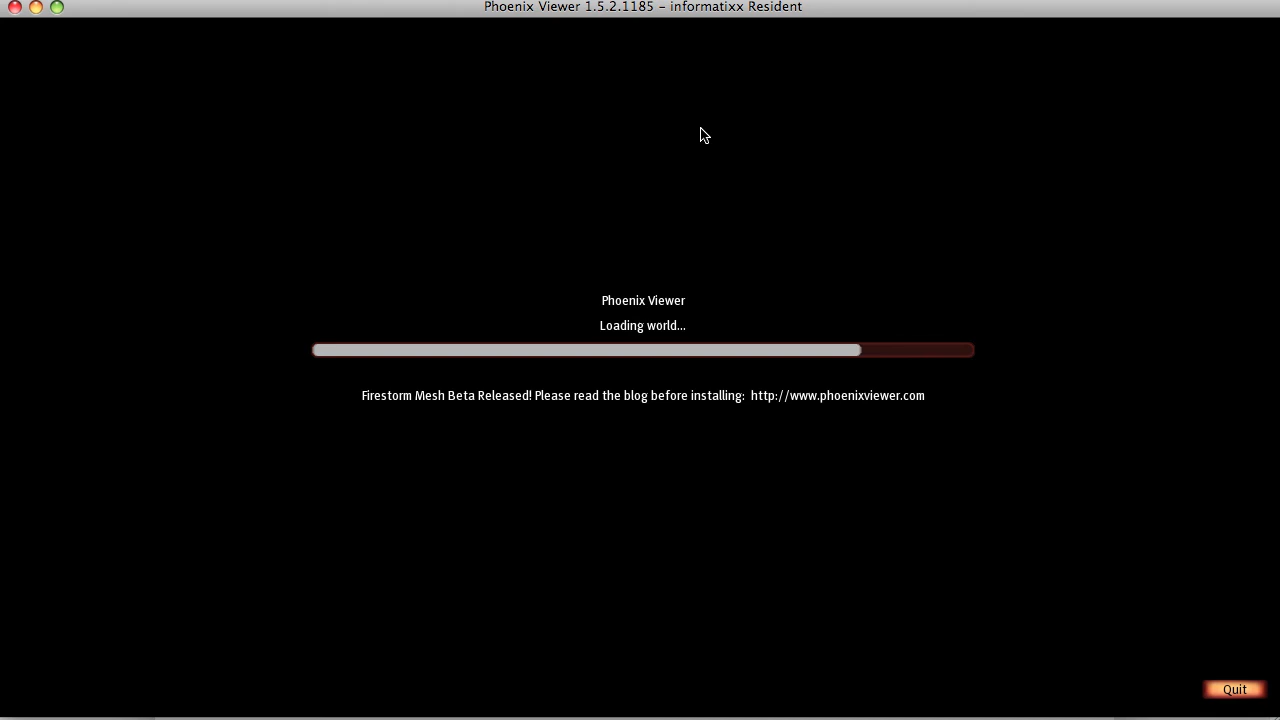 Phoenix Viewer 1.5.2.1185 – informatixx Resident
Phoenix Viewer
Loading world...
Firestorm Mesh Beta Released! Please read the blog before installing:  http://www.phoenixviewer.com
Quit